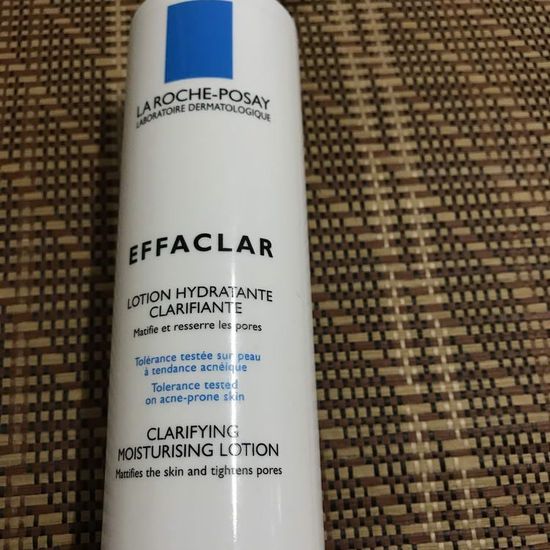 LA ROCHE-POSAY
LABORATOIRE DERMATOLOGIQUE
EFFACLAR
LOTION HYDRATANTE
CLARIFIANTE
Matifie et resserre les pores
Tolérance testée sur peau
à tendance acnéique
Tolerance tested
on acne-prone skin
CLARIFYING
MOISTURISING LOTION
Mattifies the skin and tightens pores